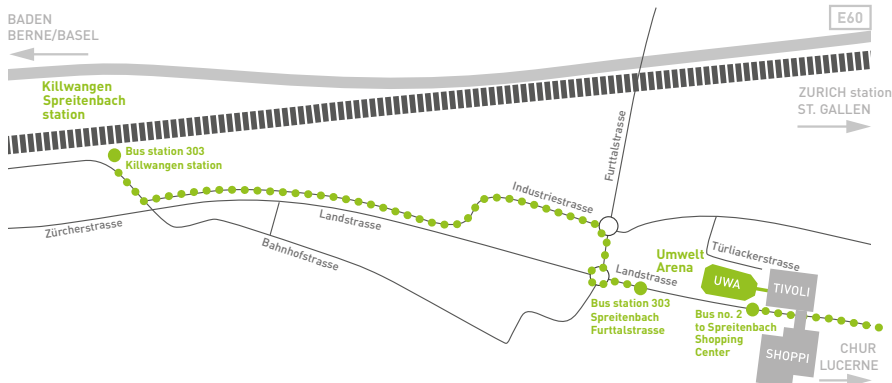 BADEN
BERNE/BASEL
E60
Killwangen
Spreitenbach
station
ZURICH station
ST. GALLEN
Bus station 303
Killwangen station
Furttalstrasse
Industriestrasse
Zürcherstrasse
Landstrasse
Bahnhofstrasse
Umwelt
Arena
Türliackerstrasse
Landstrasse
UWA
TIVOLI
Bus station 303
Spreitenbach
Furttalstrasse
Bus no. 2
to Spreitenbach
Shopping
Center
SHOPPI
CHUR
LUCERNE